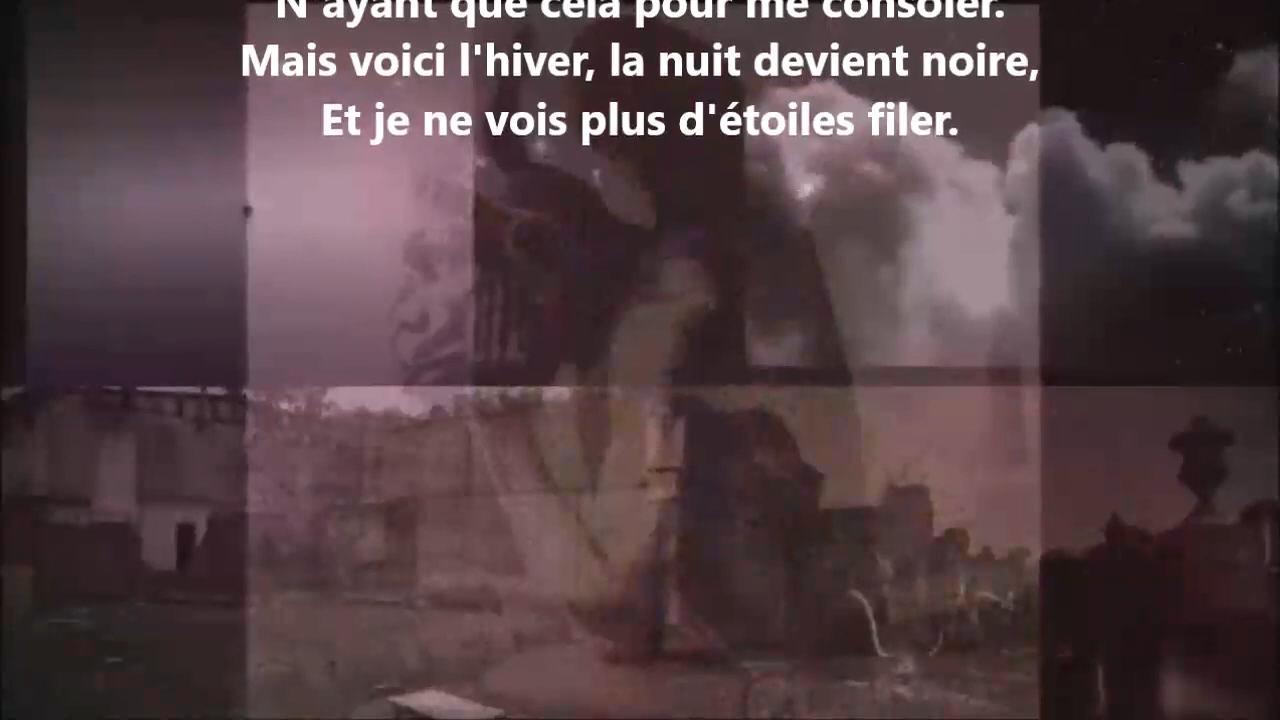 N'ayant que cela pour me consoler.
Mais voici l'hiver, la nuit devient noire,
Et je ne vois plus d'étoiles filer.